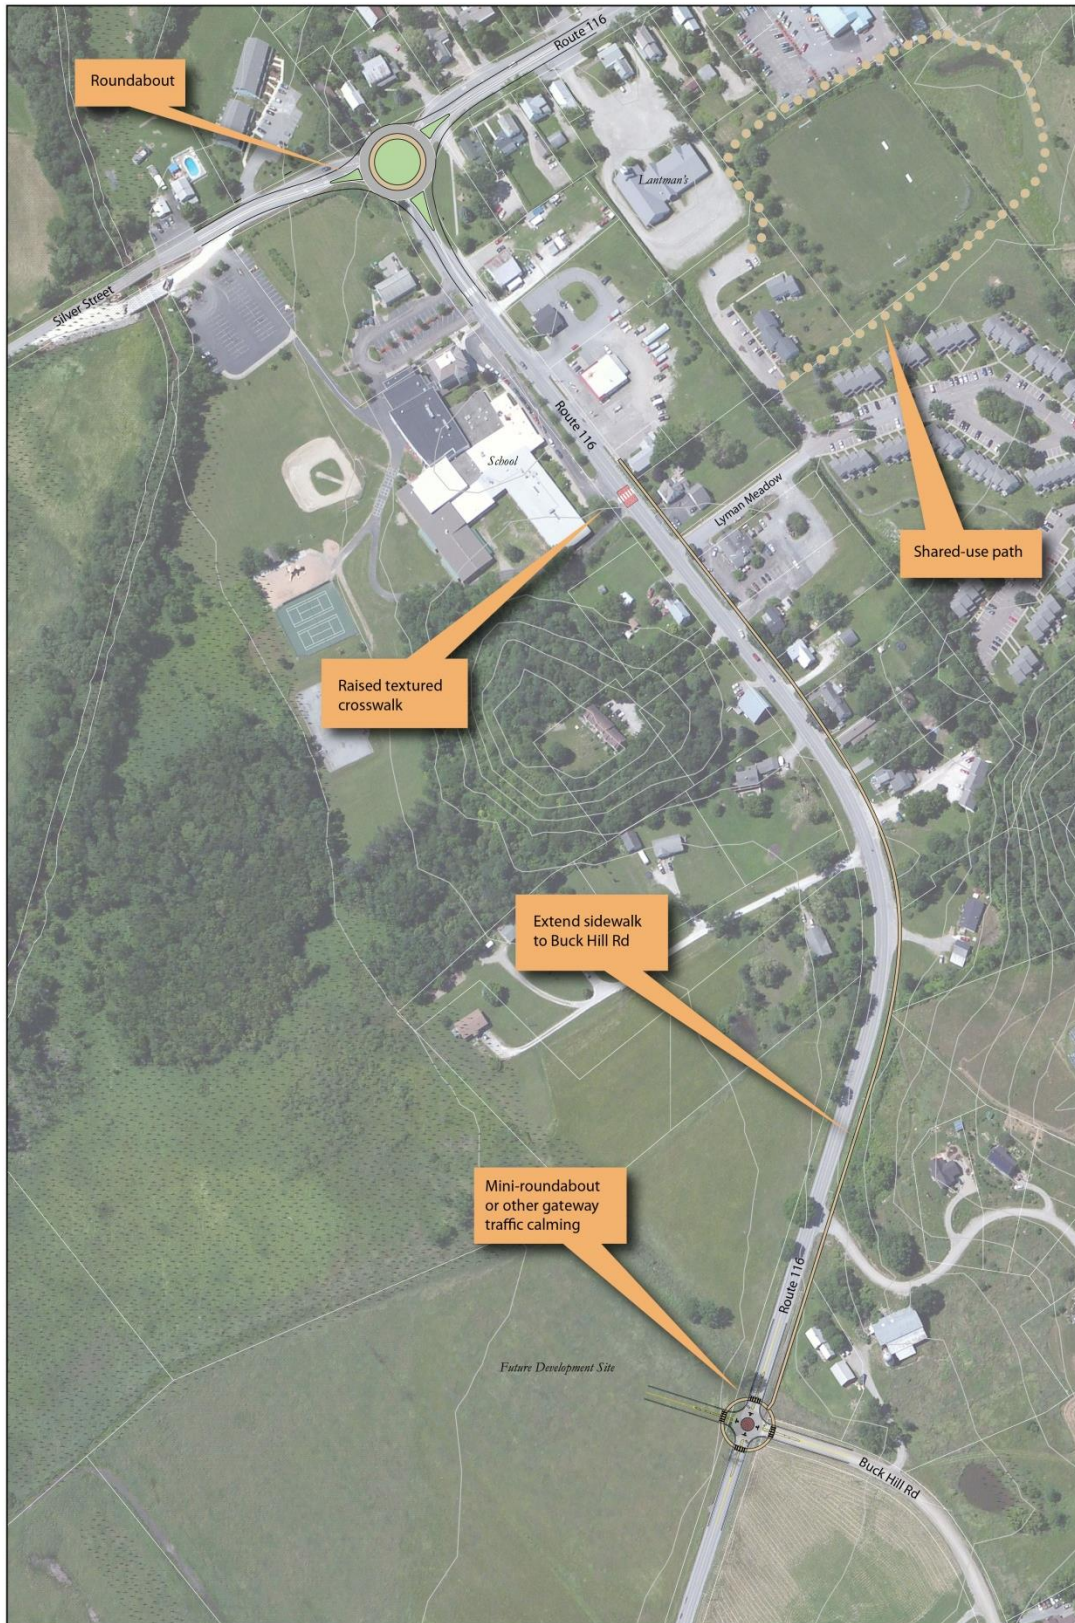 Route 116
Roundabout
Lantman's
Silver Street
Route 116
School
Lyman Meadow
Shared-use path
Raised textured
crosswalk
Extend sidewalk
to Buck Hill Rd
Mini-roundabout
or other gateway
traffic calming
Route 116
Future Development Site
Buck Hill Rd